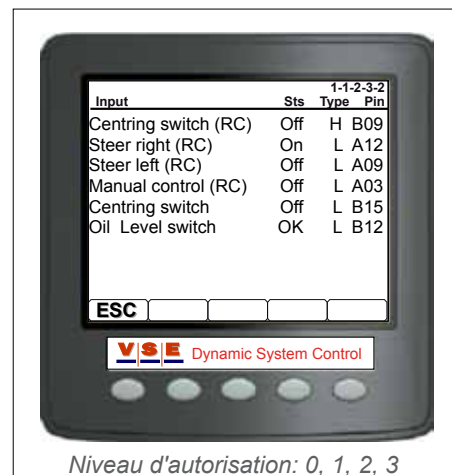 1-1-2-3-2
Input Sts Type Pin
Centring switch (RC) Off H B09
Steer right (RC) On L A12
Steer left (RC) Off L A09
Manual control (RC) Off L A03
Centring switch Off L B15
Oil Level switch OK L B12
ESC
VSE Dynamic System Control
Niveau d'autorisation: 0, 1, 2, 3